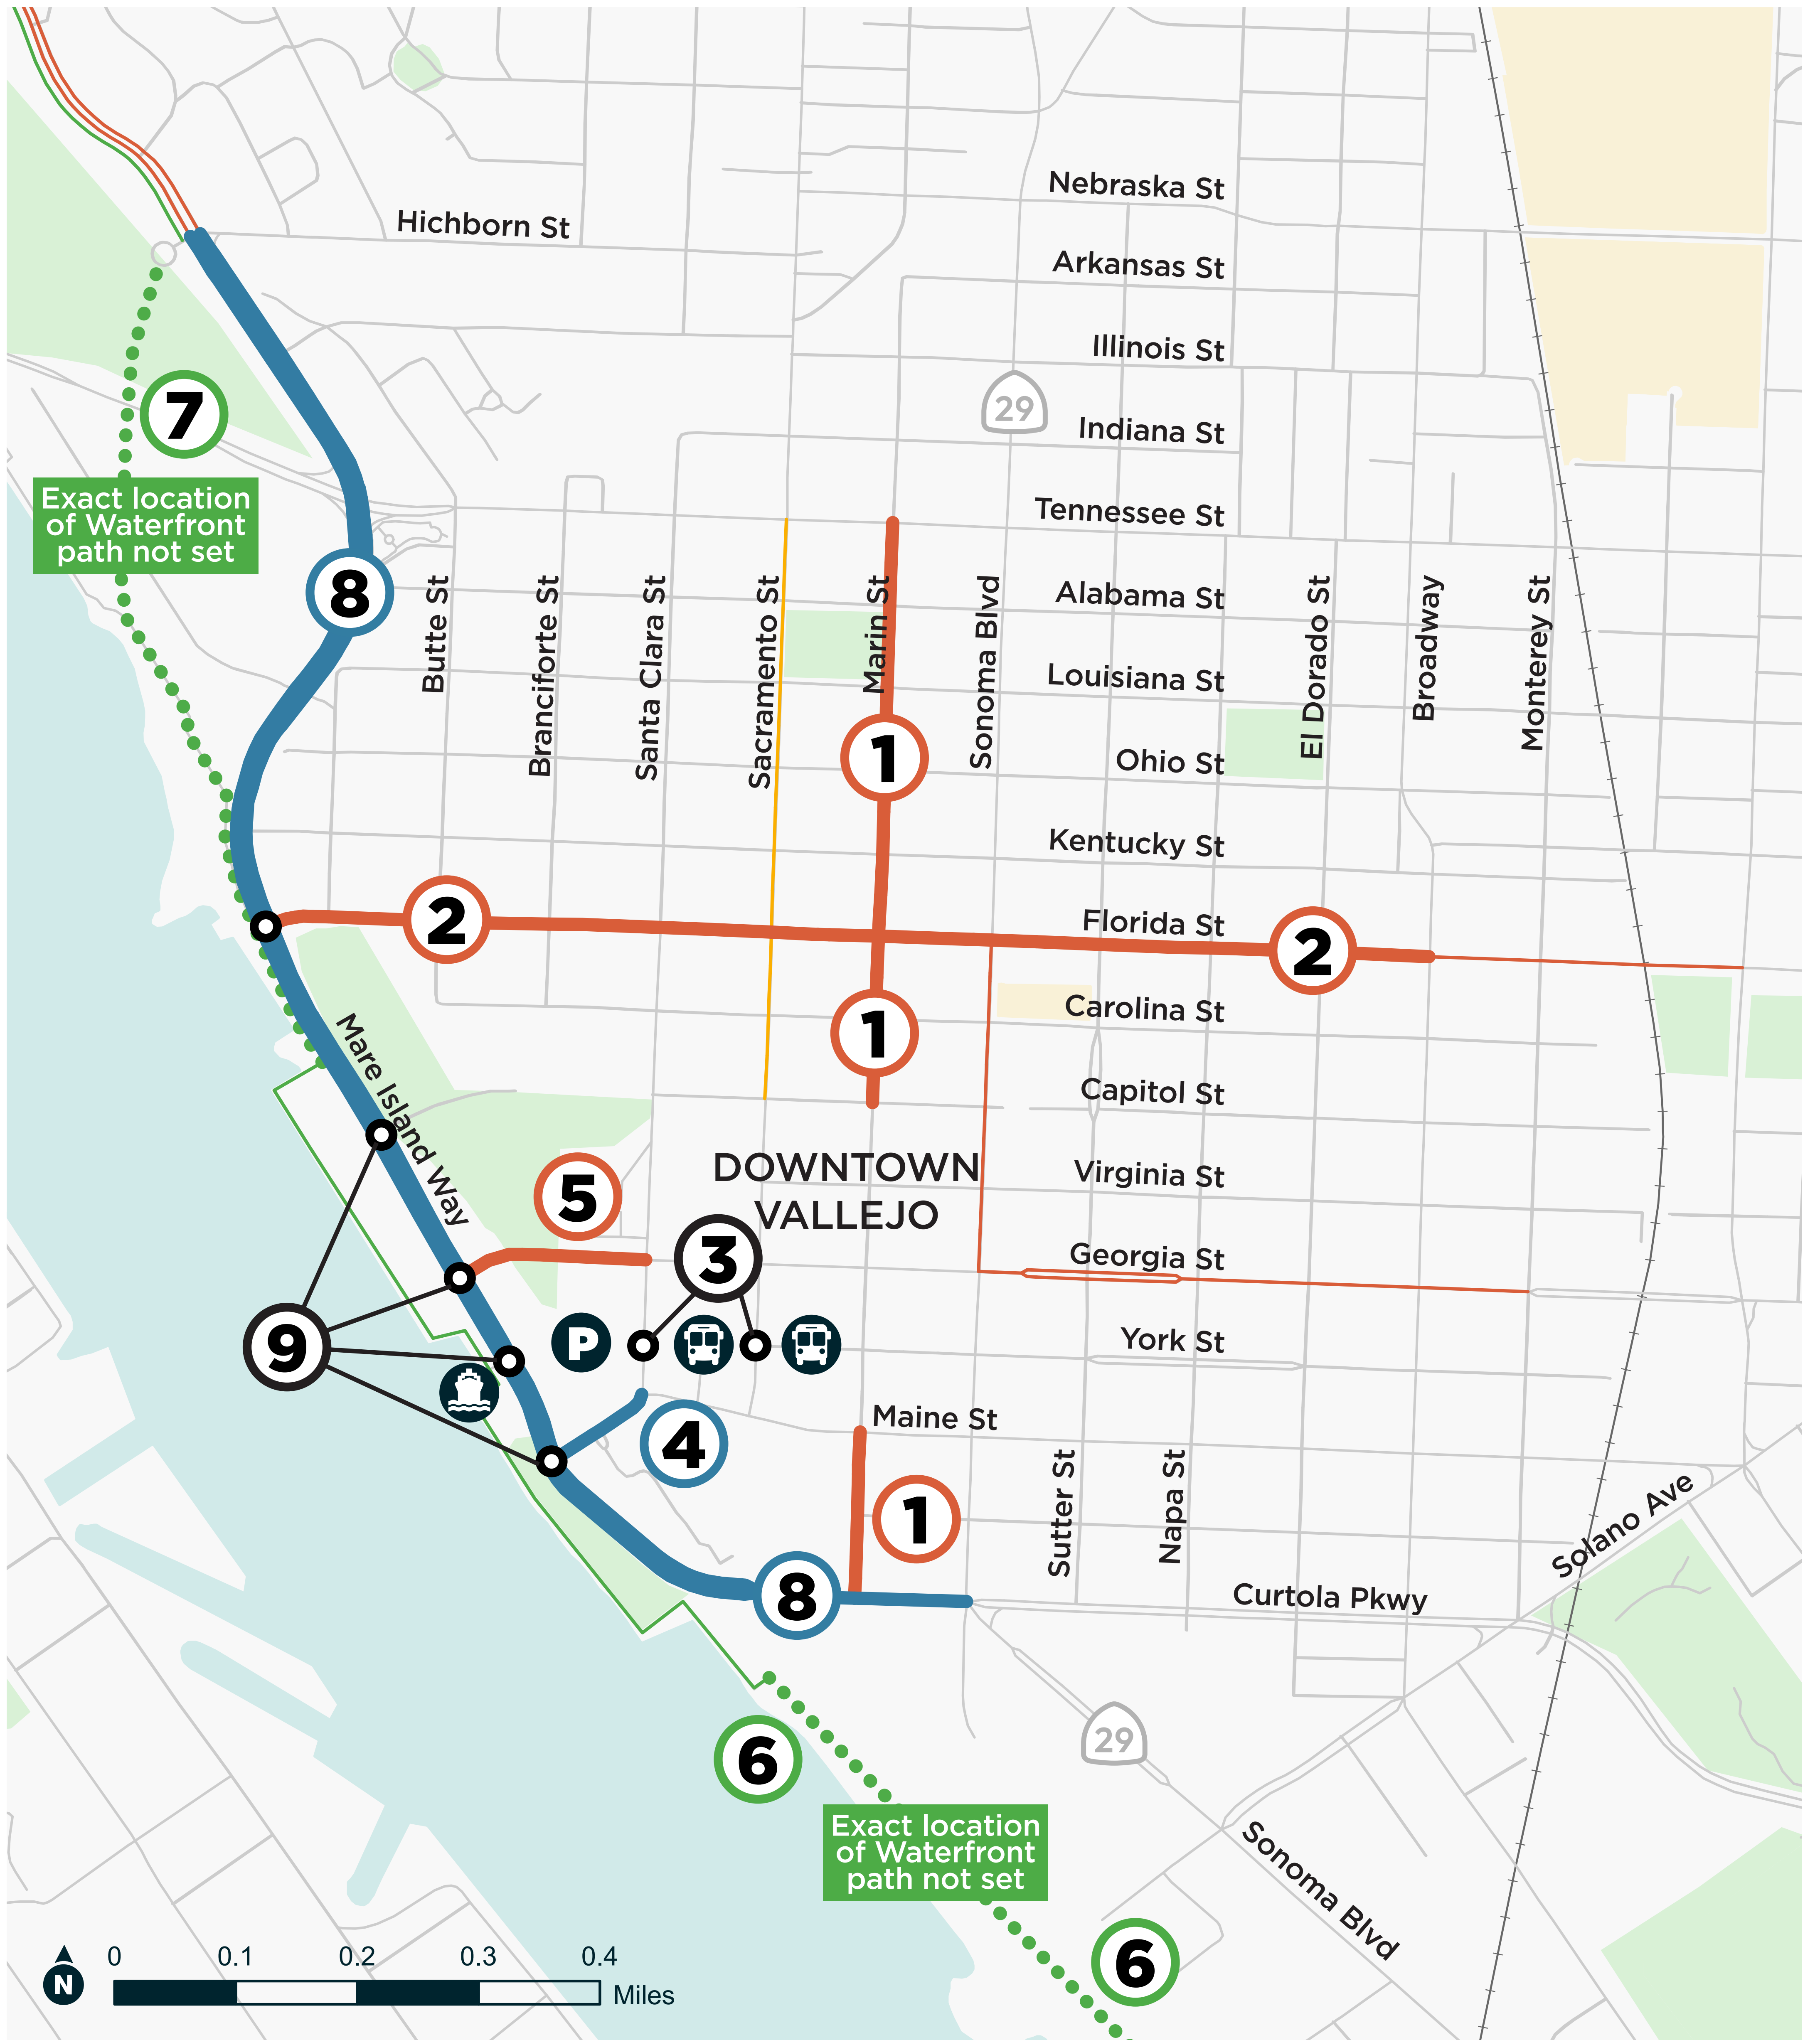 Nebraska St
Hichborn St
Arkansas St
Illinois St
29
Indiana St
7
Exact location
of Waterfront
path not set
Tennessee St
8
Butte St
Branciforte St
Santa Clara St
Sacramento St
Marin St
Sonoma Blvd
Alabama St
El Dorado St
Broadway
Monterey St
Louisiana St
1
Ohio St
Kentucky St
2
Florida St
2
Carolina St
1
Mare Island Way
Capitol St
DOWNTOWN
VALLEJO
Virginia St
5
3
Georgia St
9
P
York St
4
Maine St
1
Sutter St
Napa St
Solano Ave
8
Curtola Pkwy
29
6
Exact location
of Waterfront
path not set
Sonoma Blvd
6
N
0 0.1 0.2 0.3 0.4
Miles